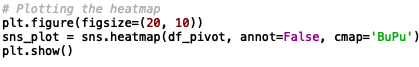 # Plotting the heatmap
plt.figure(figsize=(20, 10))
sns_plot = sns.heatmap(df_pivot, annot=False, cmap='BuPu')
plt.show()